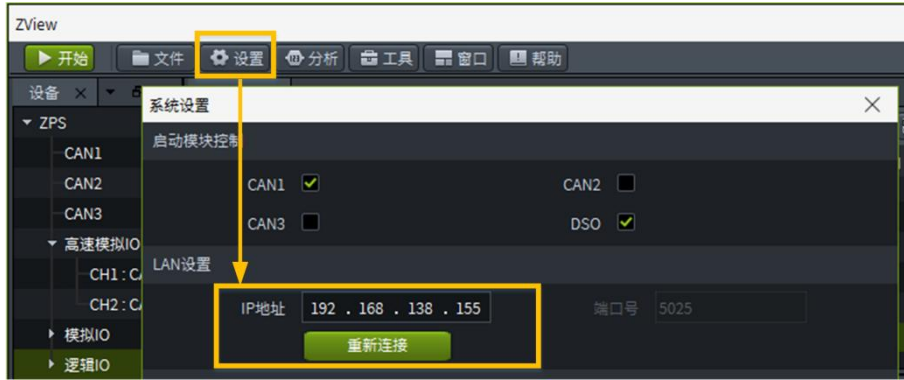 ZView
开始 文件 设置 分析 工具 窗口 帮助
设备
系统设置
ZPS
启动模块控制
CAN1
CAN1 CAN2
CAN2
CAN3
CAN3 DSO
高速模拟IO
LAN设置
CH1:CA
CH2:CA
IP地址 192 . 168 . 138 . 155 端口号 5025
模拟IO
重新连接
逻辑IO